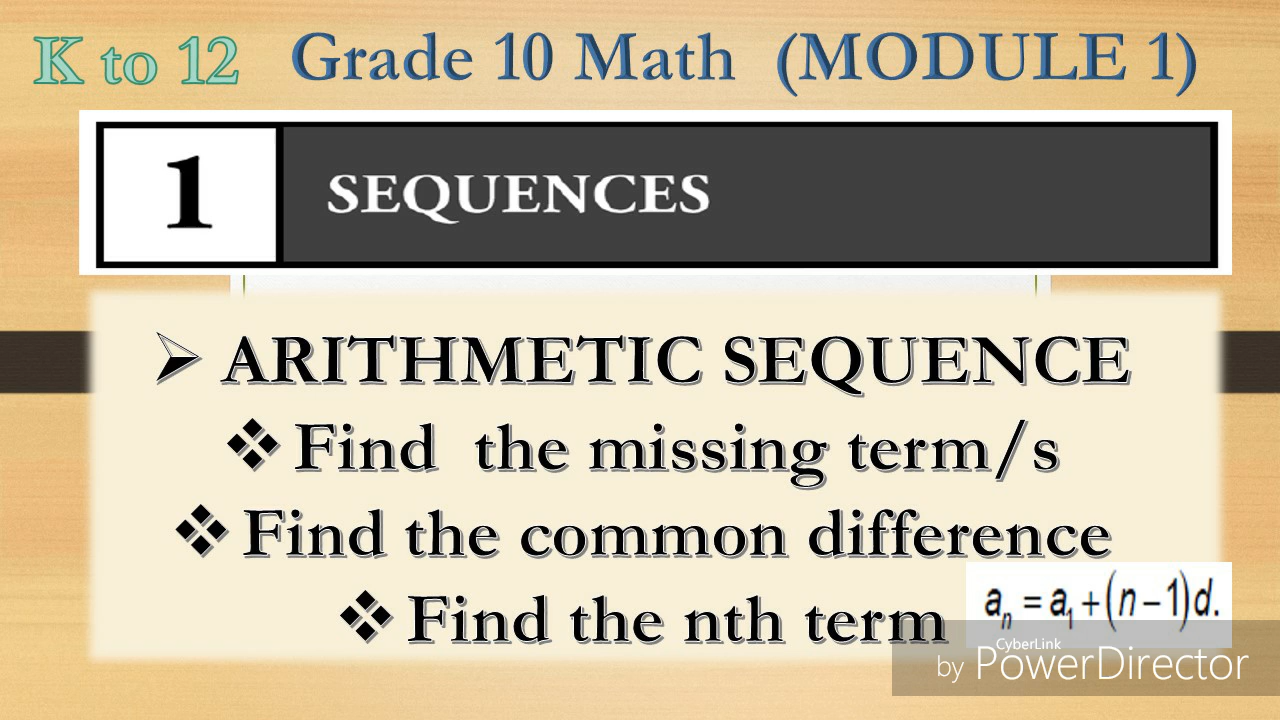 K to 12 Grade 10 Math (MODULE 1)
1 SEQUENCES
➢ ARITHMETIC SEQUENCE
❖ Find the missing term/s
❖ Find the common difference
❖ Find the nth term aₙ = a₁ + (n – 1)d.
CyberLink
by PowerDirector